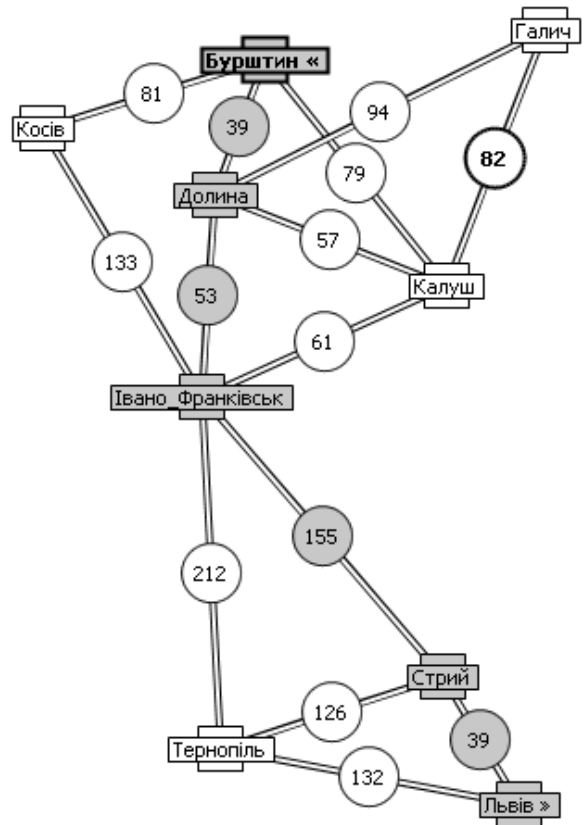 Галич
Бурштин «
81
94
Косів
39
82
79
Долина
57
133
Калуш
53
61
Івано_Франківськ
155
212
Стрий
126
39
Тернопіль
132
Львів »